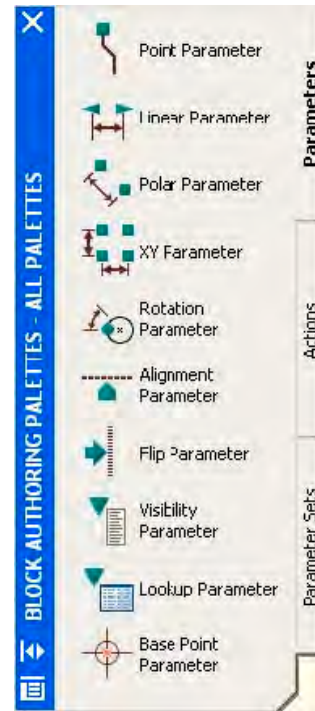 BLOCK AUTHORING PALETTES - ALL PALETTES
Point Parameter
Linear Parameter
Polar Parameter
XY Parameter
Rotation
Parameter
Alignment
Parameter
Flip Parameter
Visibility
Parameter
Lookup Parameter
Base Point
Parameter
Parameters
Actions
Parameter Sets